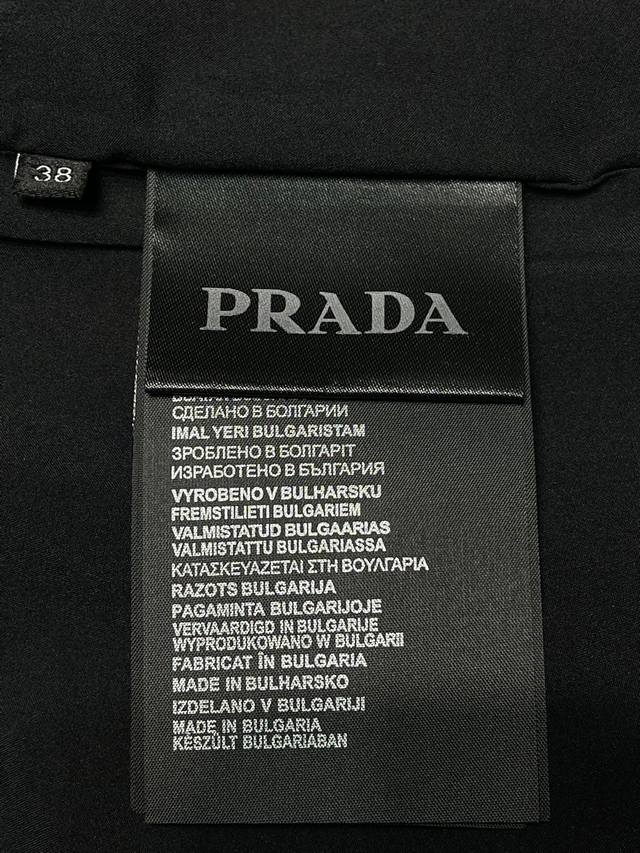 38
PRADA
СДЕЛАНО В БОЛГАРИИ
IMAL YERI BULGARISTAM
ЗРОБЛЕНО В БОЛГАРІТ
ИЗРАБОТЕНО В БЪЛГАРИЯ
VYROBENO V BULHARSKU
FREMSTILIETI BULGARIEM
VALMISTATUD BULGAARIAS
VALMISTATTU BULGARIASSA
ΚΑΤΑΣΚΕΥΑΖΕΤΑΙ ΣΤΗ ΒΟΥΛΓΑΡΙΑ
RAZOTS BULGARIJA
PAGAMINTA BULGARIJOJE
VERVAARDIGD IN BULGARIJE
WYPRODUKOWANO W BULGARII
FABRICAT ÎN BULGARIA
MADE IN BULHARSKO
IZDELANO V BULGARIJI
MADE IN BULGARIA
KÉSZÜLT BULGARIABAN